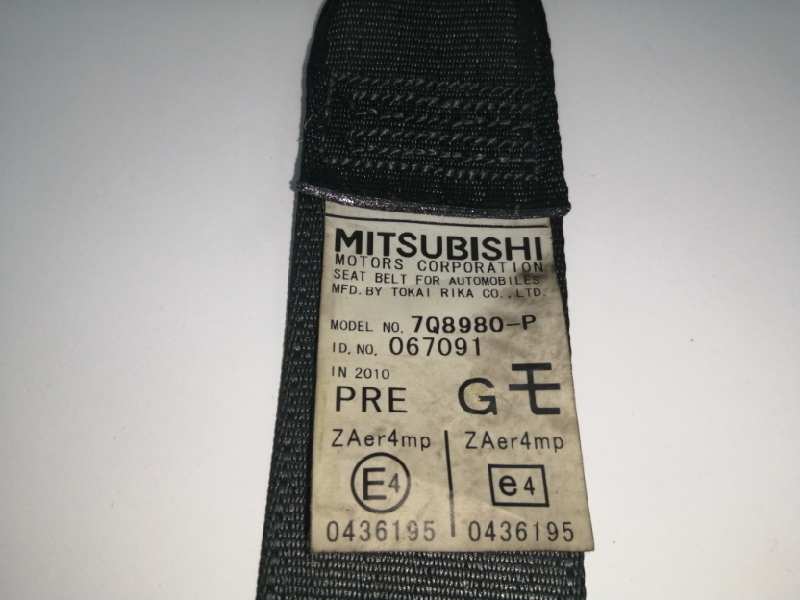 MITSUBISHI
MOTORS CORPORATION
SEAT BELT FOR AUTOMOBILES
MFD. BY TOKAI RIKA CO., LTD.
MODEL NO. 7Q8980-P
ID. NO. 067091
IN 2010
PRE G モ
ZAer4mp ZAer4mp
E4 e4
0436195 0436195